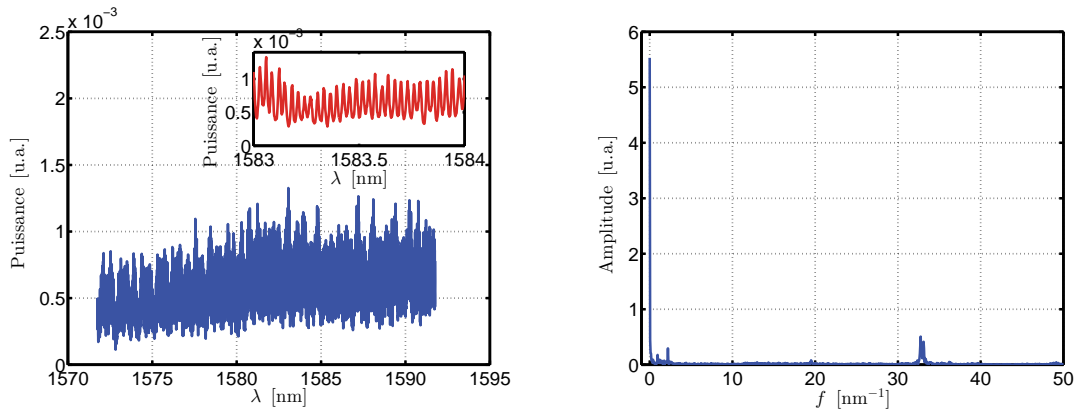 x 10⁻³
2.5
2
1.5
1
0.5
0
1570 1575 1580 1585 1590 1595
λ [nm]
Puissance [u.a.]
x 10⁻³
1
0.5
0
1583 1583.5 1584
λ [nm]
Puissance [u.a.]
6
5
4
3
2
1
0
0 10 20 30 40 50
f [nm⁻¹]
Amplitude [u.a.]